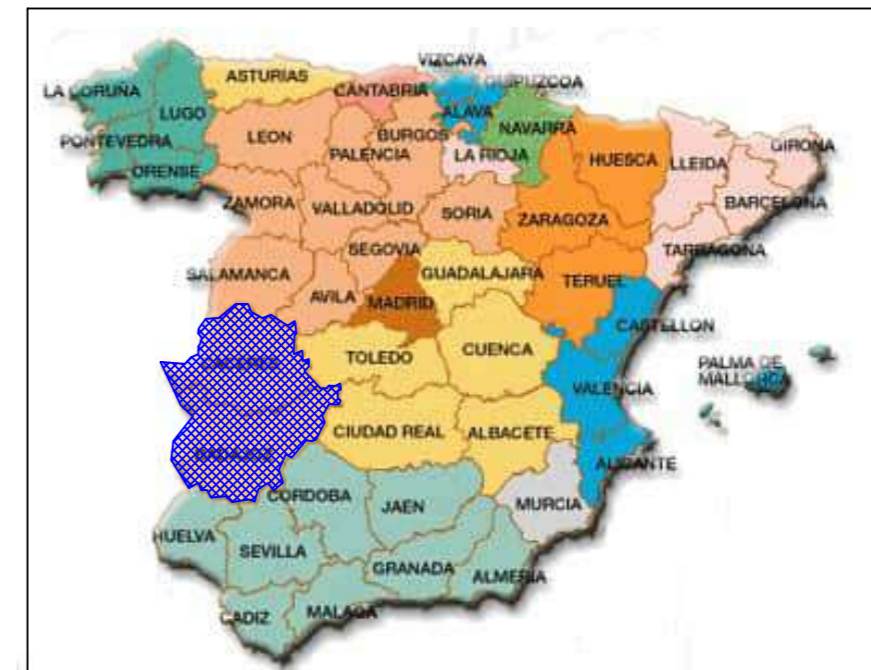 VIZCAYA
ASTURIAS
CANTABRIA
GUIPUZCOA
LA CORUÑA
LUGO
ALAVA
NAVARRA
PONTEVEDRA
LEON
BURGOS
PALENCIA
LA RIOJA
HUESCA
LLEIDA
GIRONA
ORENSE
ZAMORA
VALLADOLID
SORIA
ZARAGOZA
BARCELONA
SEGOVIA
TARRAGONA
SALAMANCA
GUADALAJARA
TERUEL
AVILA
MADRID
CASTELLON
TOLEDO
CUENCA
PALMA DE
MALLORCA
VALENCIA
CIUDAD REAL
ALBACETE
ALICANTE
CORDOBA
JAEN
MURCIA
HUELVA
SEVILLA
GRANADA
ALMERIA
CADIZ
MALAGA